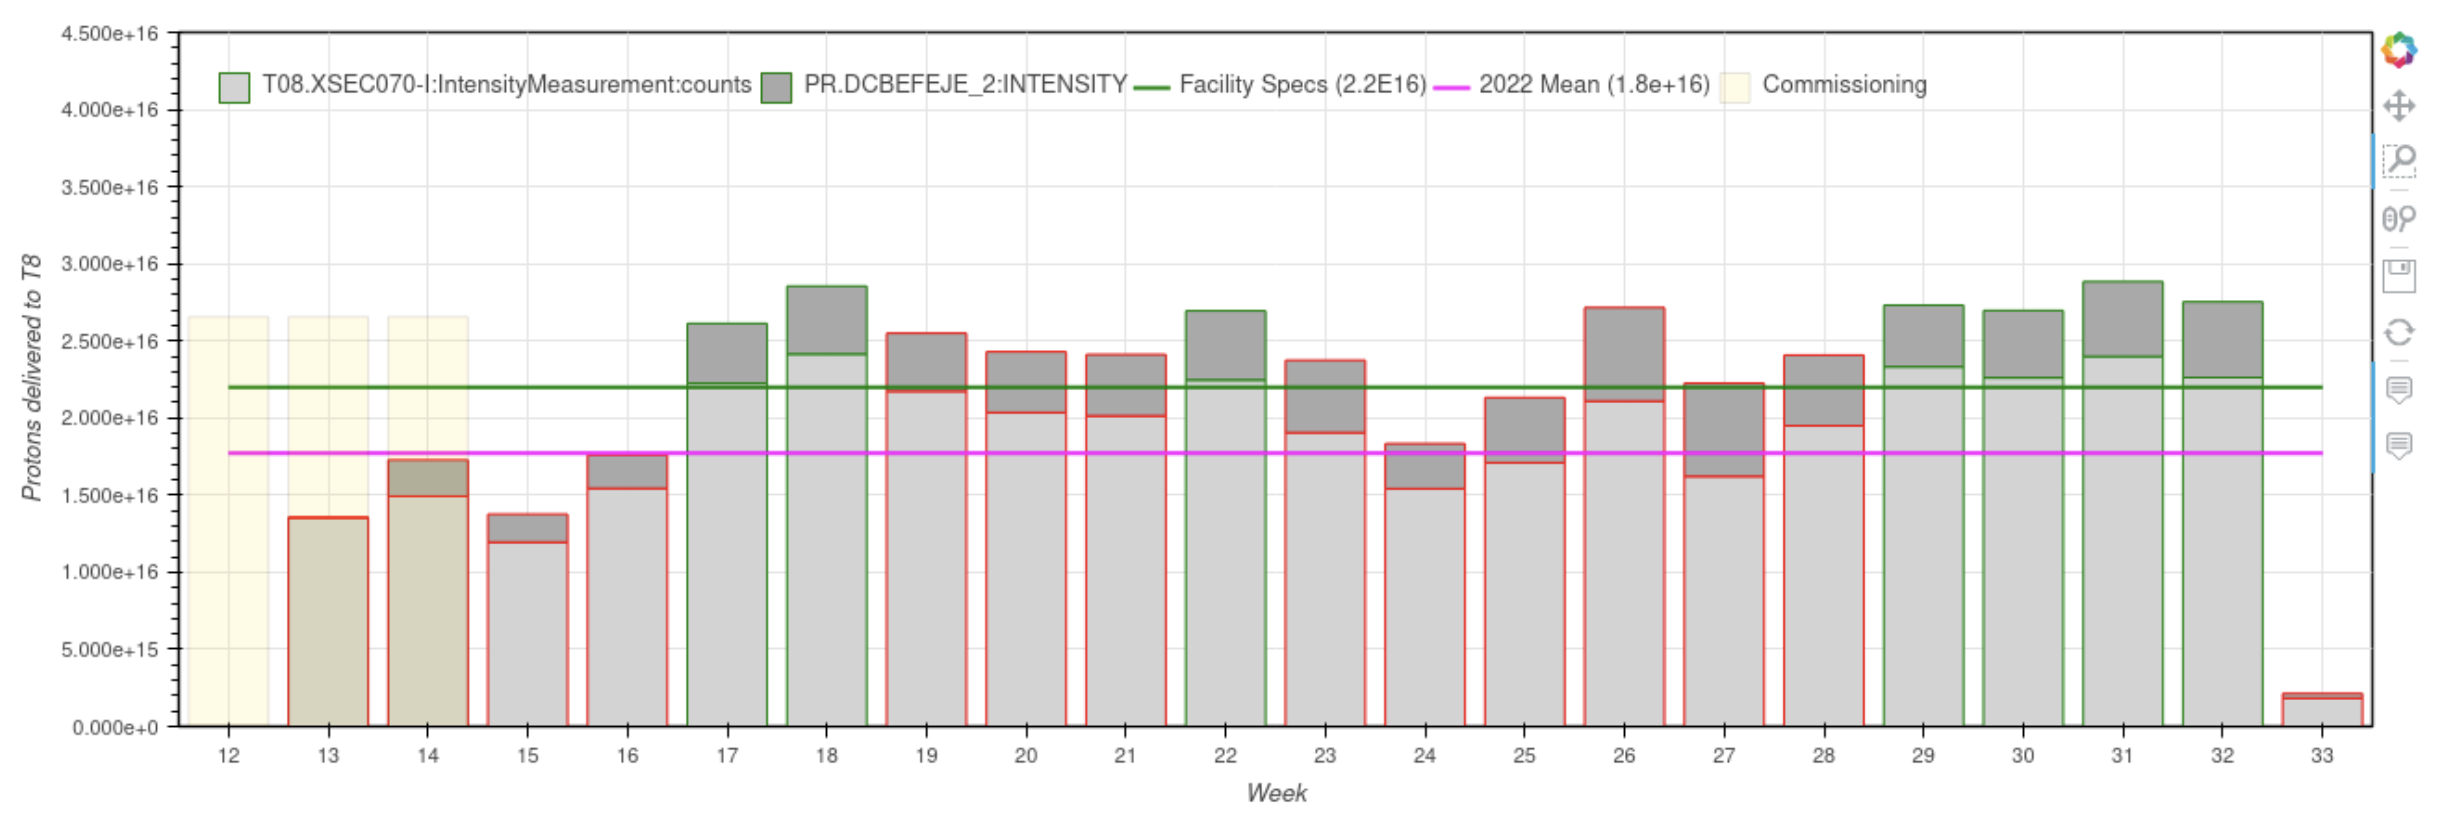 4.500e+16
T08.XSEC070-I:IntensityMeasurement:counts PR.DCBEFEJE_2:INTENSITY Facility Specs (2.2E16) 2022 Mean (1.8e+16) Commissioning
4.000e+16
3.500e+16
3.000e+16
2.500e+16
2.000e+16
1.500e+16
1.000e+16
5.000e+15
0.000e+0
Protons delivered to T8
12 13 14 15 16 17 18 19 20 21 22 23 24 25 26 27 28 29 30 31 32 33
Week